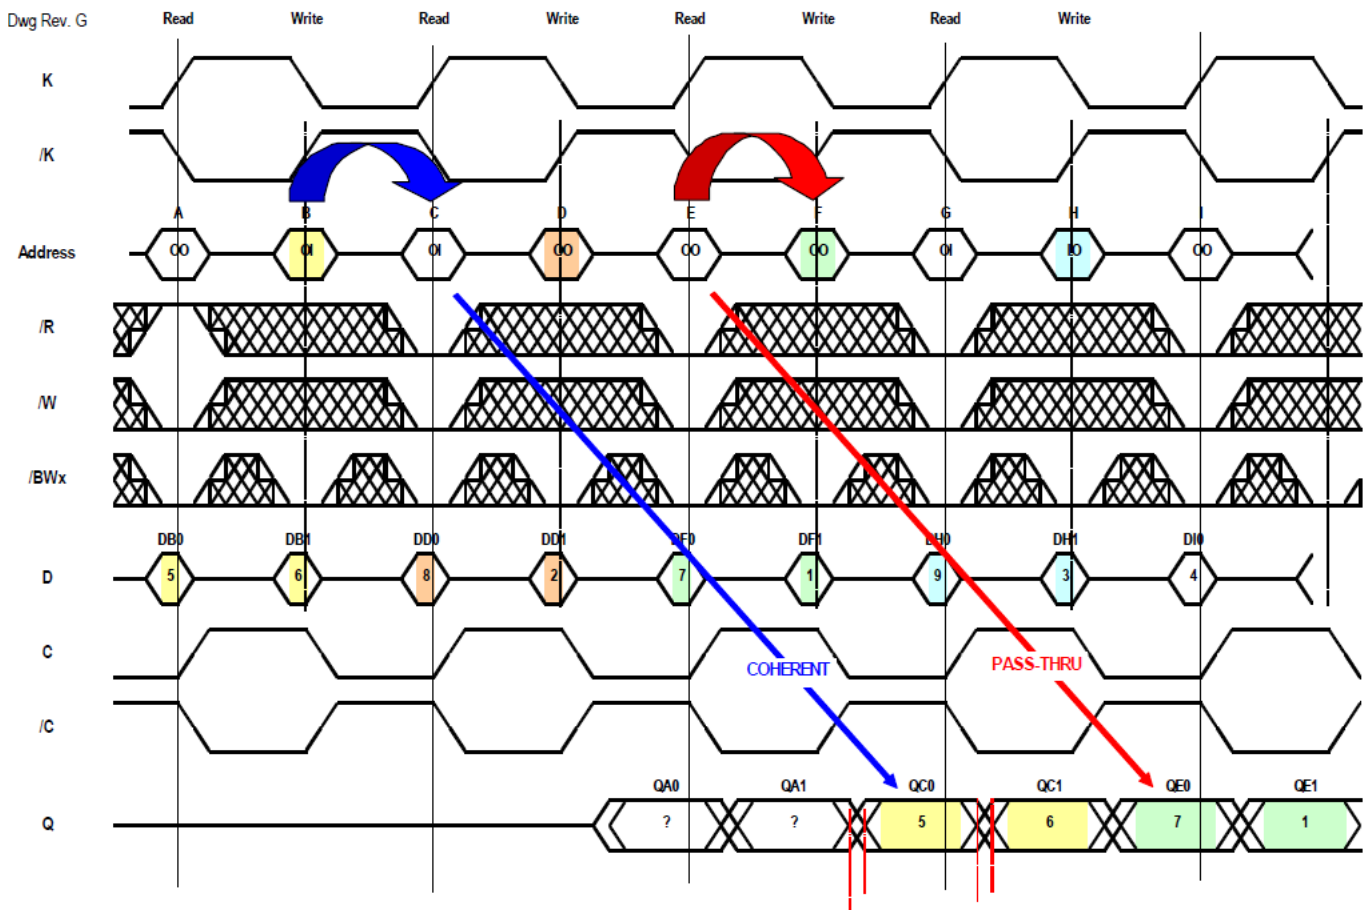 Dwg Rev. G Read Write Read Write Read Write Read Write
K
/K
A B C D E F G H I
Address OO OI OI OO OO OO OI IO OO
/R
/W
/BWx
DB0 DB1 DD0 DD1 DF0 DF1 DH0 DH1 DI0
D 5 6 8 2 7 1 9 3 4
C
COHERENT PASS-THRU
/C
QA0 QA1 QC0 QC1 QE0 QE1
Q ? ? 5 6 7 1